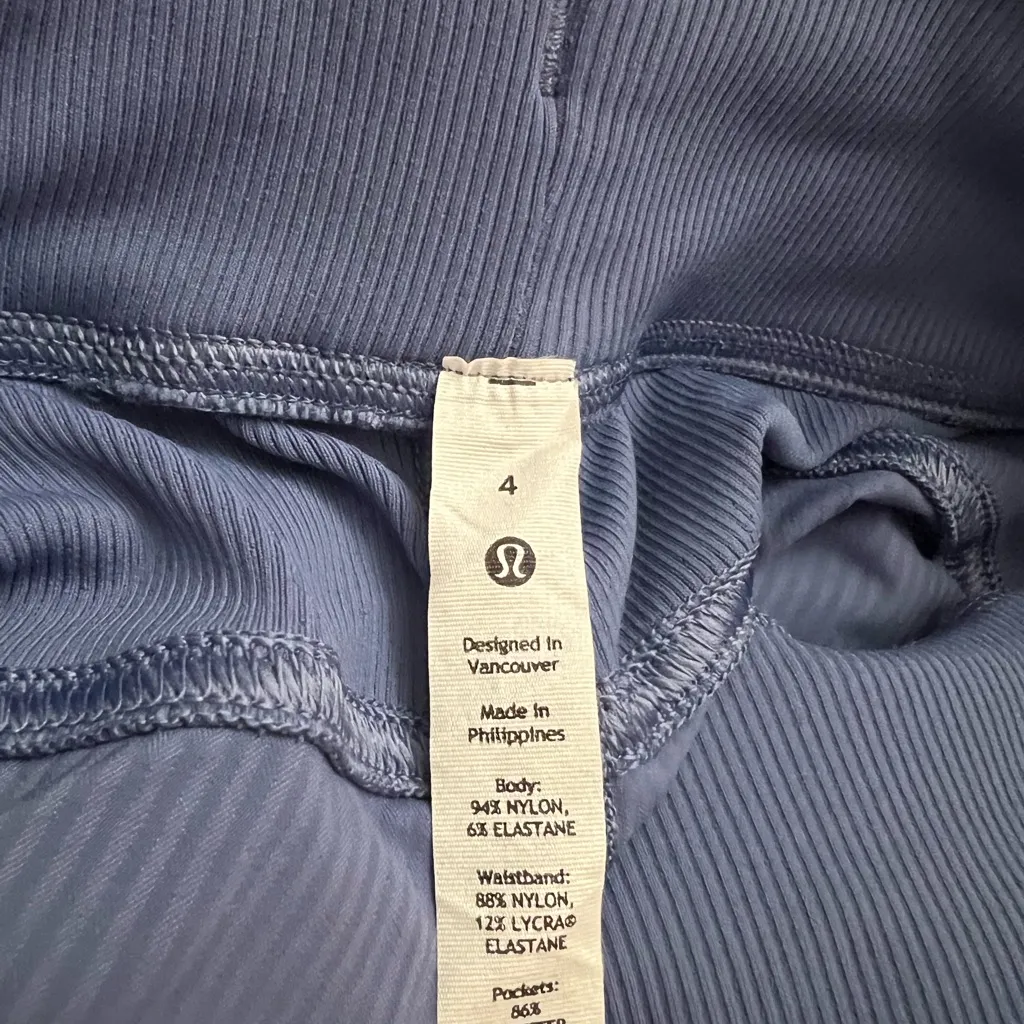 4
Designed in
Vancouver
Made in
Philippines
Body:
94% NYLON,
6% ELASTANE
Waistband:
88% NYLON,
12% LYCRA®
ELASTANE
Pockets:
86%